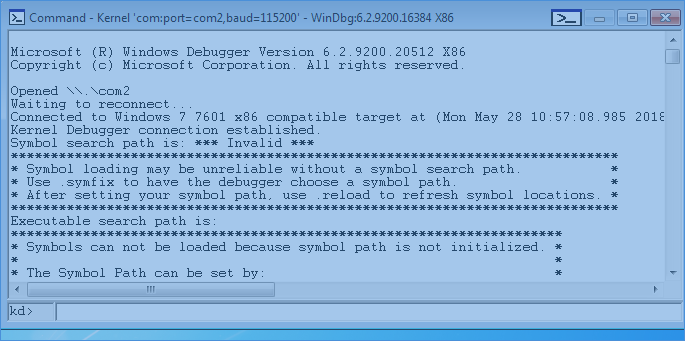 Command - Kernel 'com:port=com2,baud=115200' - WinDbg:6.2.9200.16384 X86
Microsoft (R) Windows Debugger Version 6.2.9200.20512 X86
Copyright (c) Microsoft Corporation. All rights reserved.
Opened \\.\com2
Waiting to reconnect...
Connected to Windows 7 7601 x86 compatible target at (Mon May 28 10:57:08.985 2018
Kernel Debugger connection established.
Symbol search path is: *** Invalid ***
****************************************************************************
* Symbol loading may be unreliable without a symbol search path.           *
* Use .symfix to have the debugger choose a symbol path.                   *
* After setting your symbol path, use .reload to refresh symbol locations. *
****************************************************************************
Executable search path is:
*********************************************************************
* Symbols can not be loaded because symbol path is not initialized. *
*                                                                   *
* The Symbol Path can be set by:                                    *
kd>